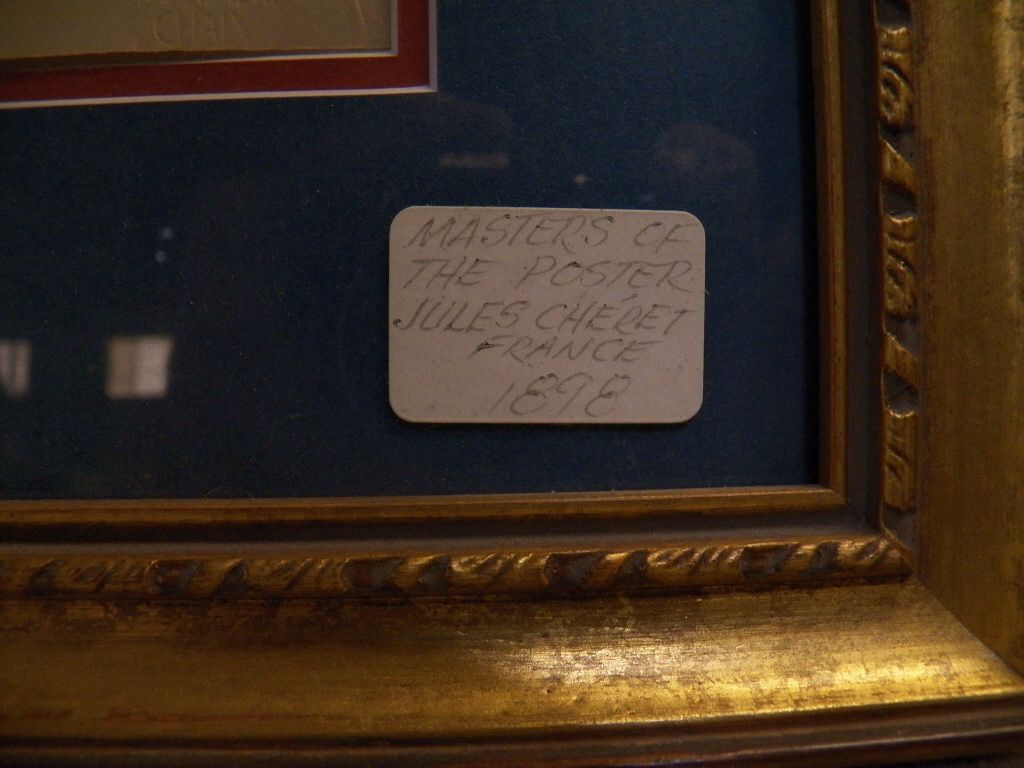 MASTERS OF
THE POSTER
JULES CHÉRET
FRANCE
1898